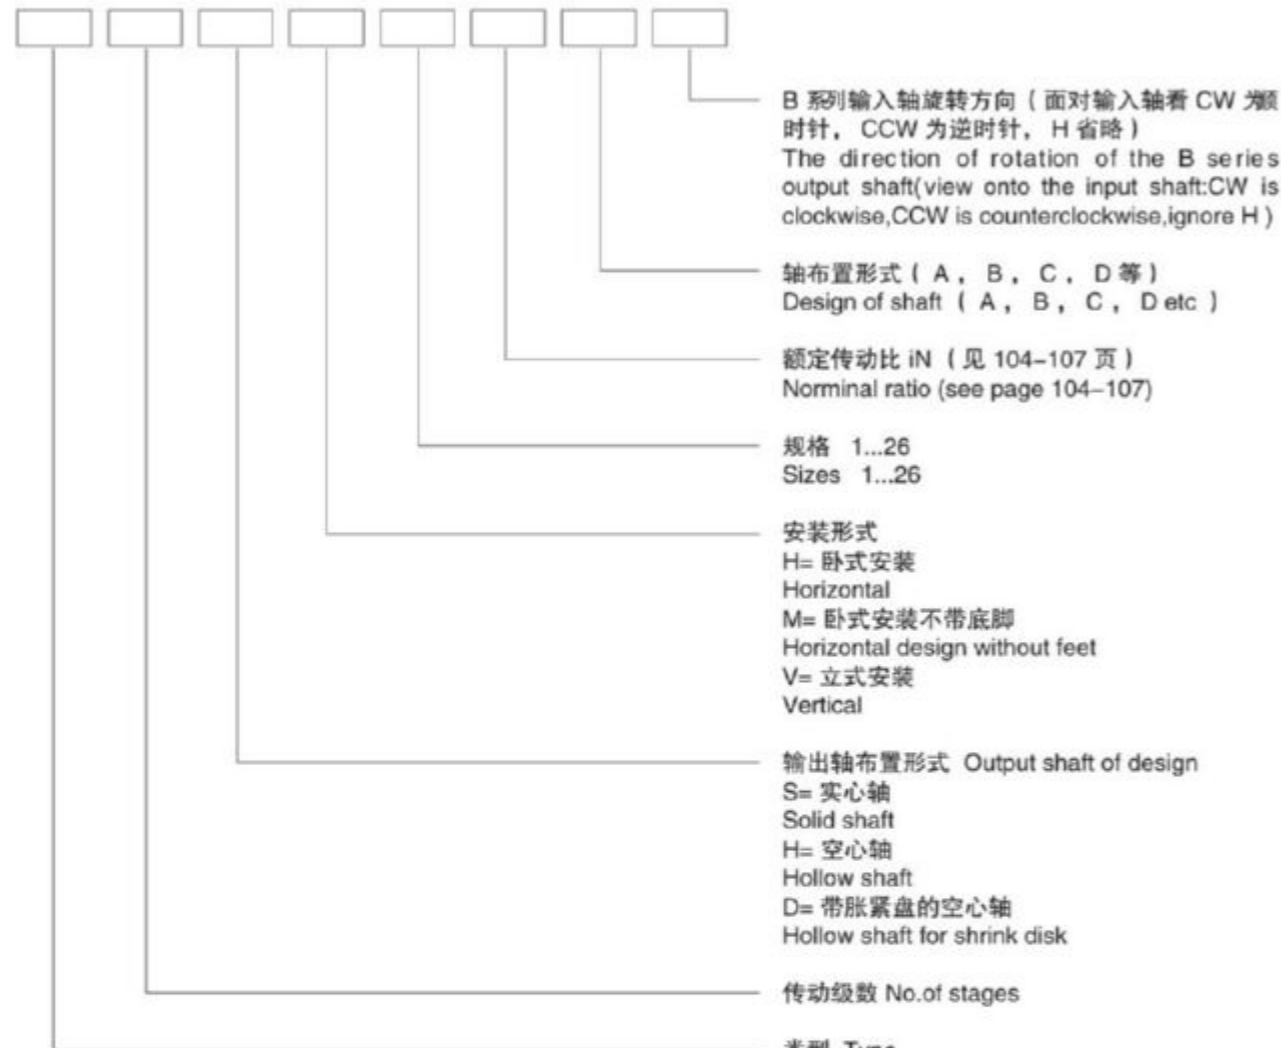 B 系列输入轴旋转方向（面对输入轴看 CW 为顺
时针， CCW 为逆时针， H 省略）
The direction of rotation of the B series
output shaft(view onto the input shaft:CW is
clockwise,CCW is counterclockwise,ignore H )
轴布置形式（ A ， B ， C ， D 等）
Design of shaft （ A ， B ， C ， D etc ）
额定传动比 iN （见 104–107 页）
Norminal ratio (see page 104–107)
规格 1...26
Sizes 1...26
安装形式
H= 卧式安装
Horizontal
M= 卧式安装不带底脚
Horizontal design without feet
V= 立式安装
Vertical
输出轴布置形式 Output shaft of design
S= 实心轴
Solid shaft
H= 空心轴
Hollow shaft
D= 带胀紧盘的空心轴
Hollow shaft for shrink disk
传动级数 No.of stages
类型 Type